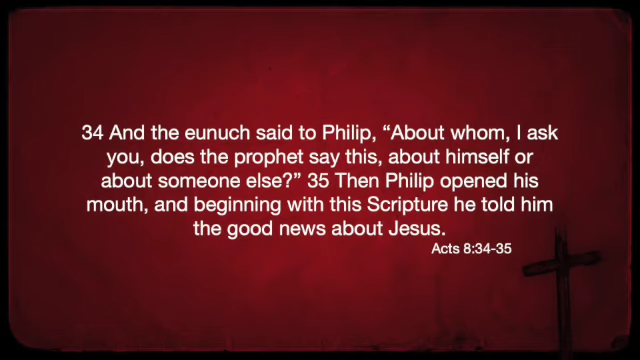 34 And the eunuch said to Philip, “About whom, I ask
you, does the prophet say this, about himself or
about someone else?” 35 Then Philip opened his
mouth, and beginning with this Scripture he told him
the good news about Jesus.
Acts 8:34-35